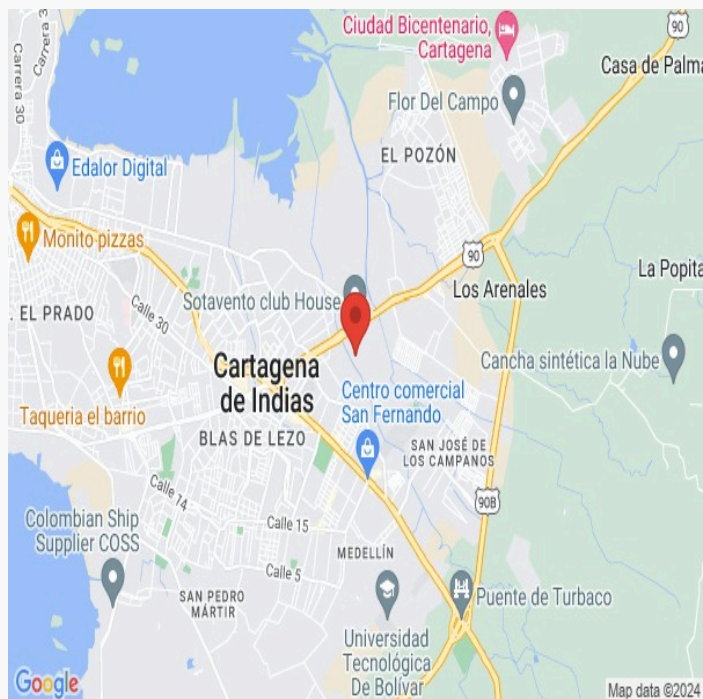 Carrera 3
Carrera 30
Ciudad Bicentenario,
Cartagena
90
Casa de Palma
Flor Del Campo
EL POZÓN
Edalor Digital
Monito pizzas
90
La Popita
Los Arenales
Sotavento club House
Calle 30
. EL PRADO
Cartagena
de Indias
Cancha sintética la Nube
Centro comercial
San Fernando
Taqueria el barrio
BLAS DE LEZO
SAN JOSÉ DE
LOS CAMPANOS
Calle 14
90B
Colombian Ship
Supplier COSS
Calle 15
MEDELLÍN
Calle 5
SAN PEDRO
MÁRTIR
Puente de Turbaco
Universidad
Tecnológica
De Bolívar
Google
Map data ©2024